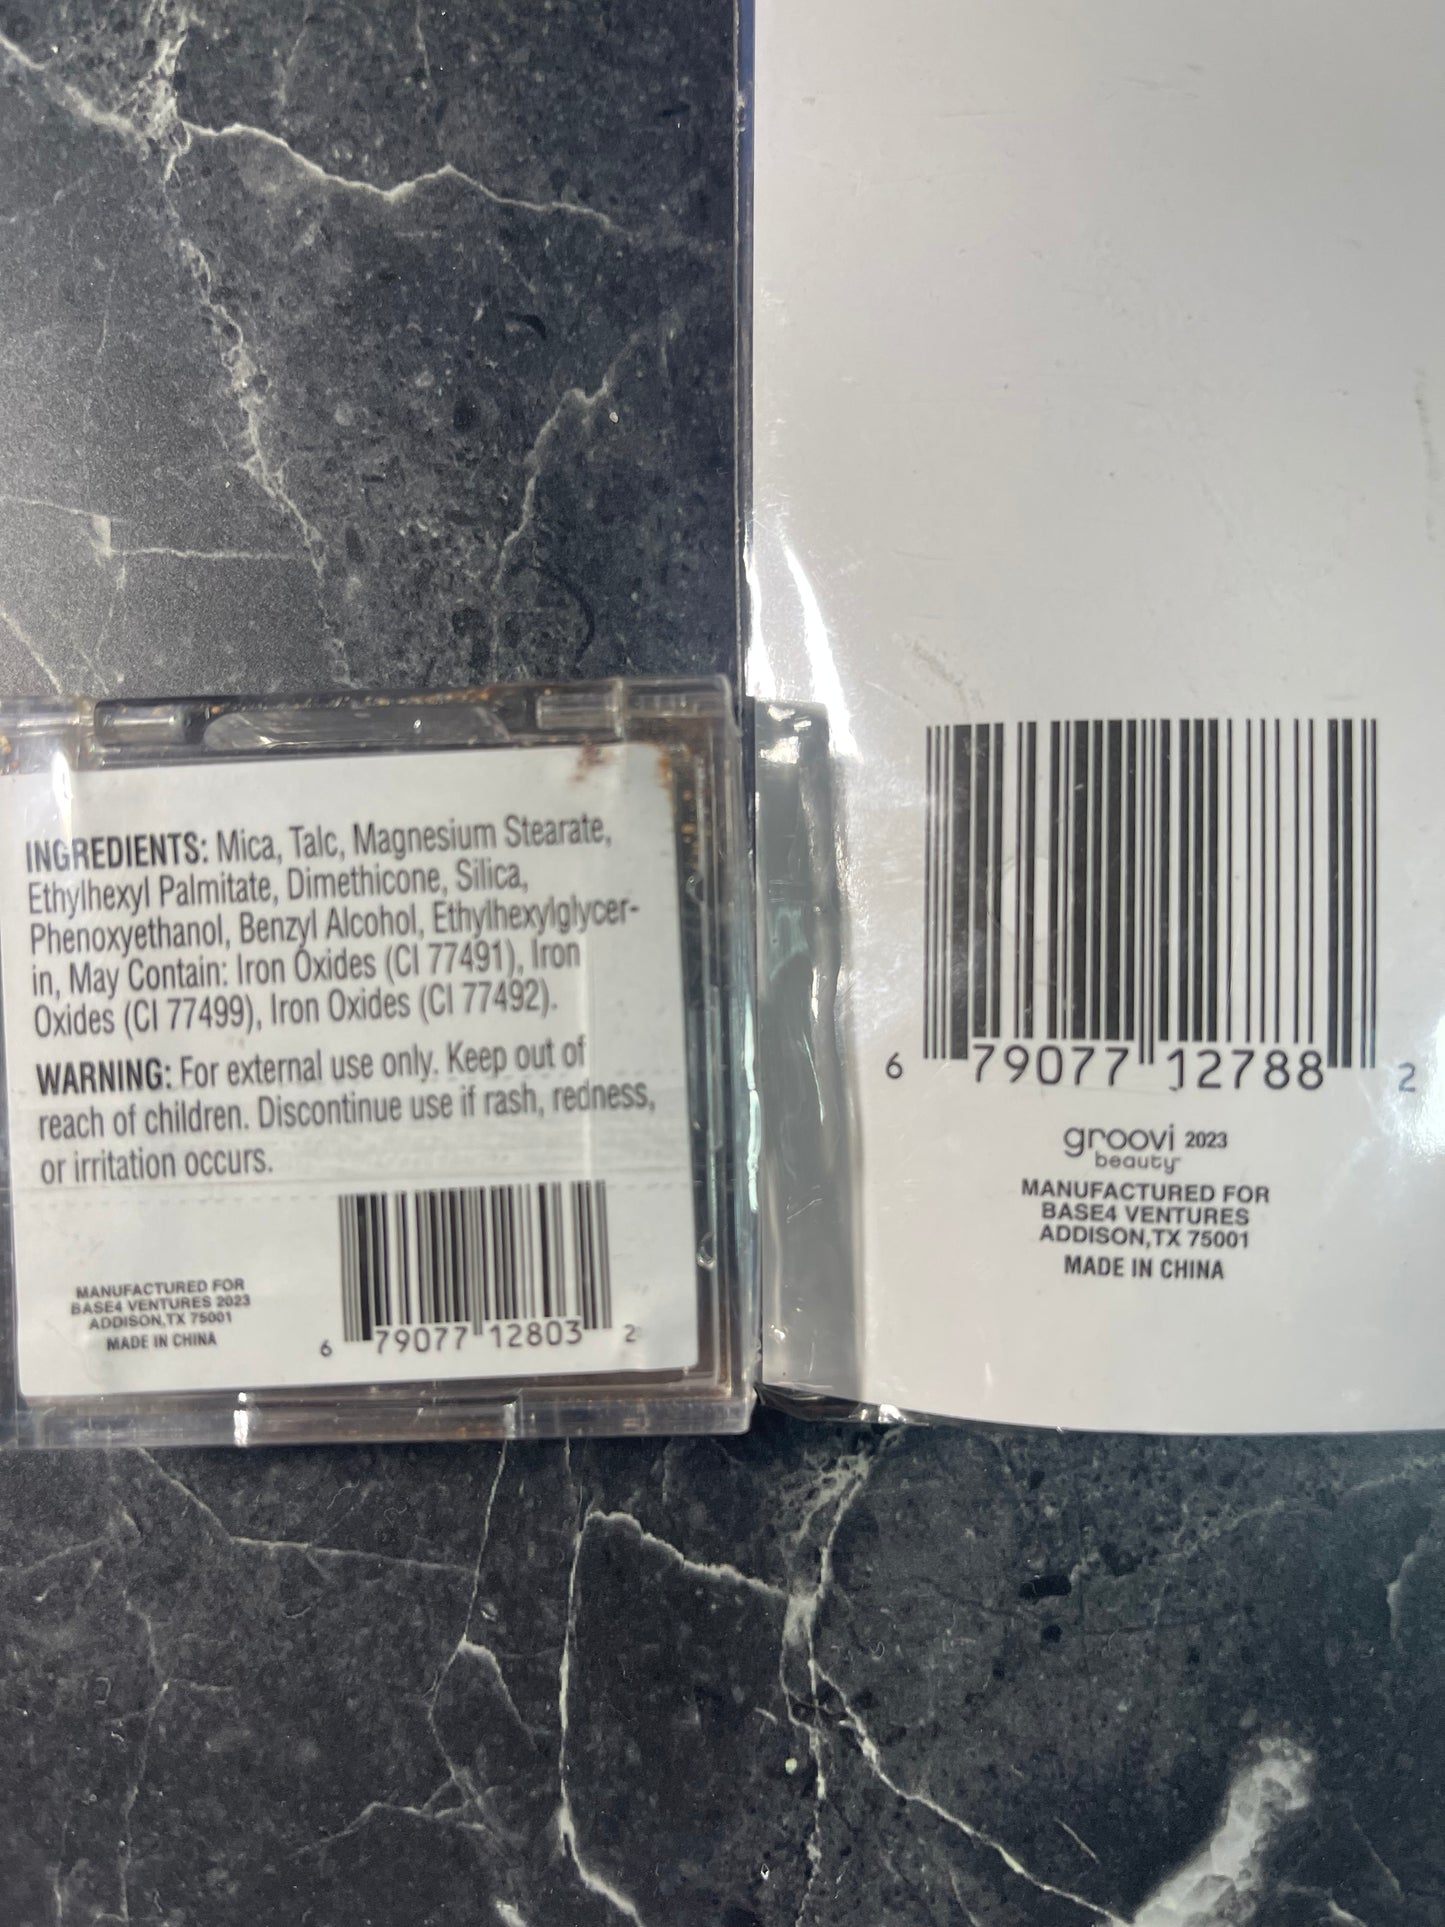 INGREDIENTS: Mica, Talc, Magnesium Stearate,
Ethylhexyl Palmitate, Dimethicone, Silica,
Phenoxyethanol, Benzyl Alcohol, Ethylhexylglycer-
in, May Contain: Iron Oxides (CI 77491), Iron
Oxides (CI 77499), Iron Oxides (CI 77492).
WARNING: For external use only. Keep out of
reach of children. Discontinue use if rash, redness,
or irritation occurs.
MANUFACTURED FOR
BASE4 VENTURES 2023
ADDISON,TX 75001
MADE IN CHINA
6 79077 12803 2
6 79077 12788 2
groovi 2023
beauty
MANUFACTURED FOR
BASE4 VENTURES
ADDISON,TX 75001
MADE IN CHINA